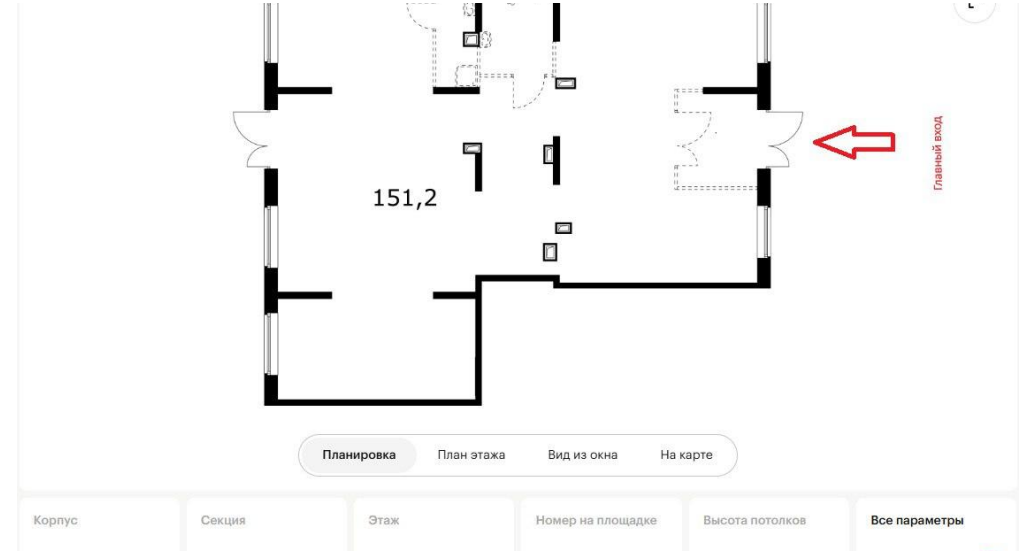 Главный вход
151,2
Планировка
План этажа
Вид из окна
На карте
Корпус
Секция
Этаж
Номер на площадке
Высота потолков
Все параметры